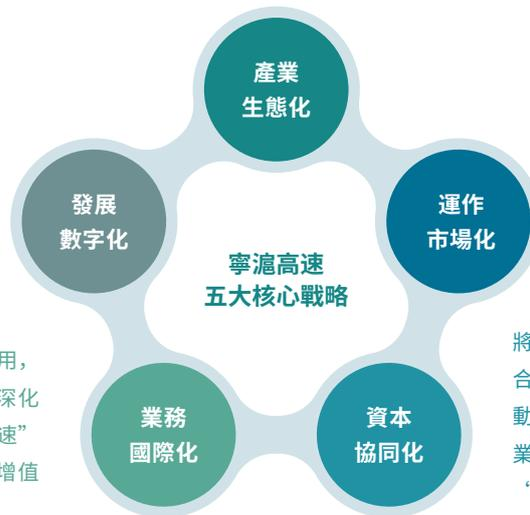 產業
生態化
發展
數字化
運作
市場化
寧滬高速
五大核心戰略
業務
國際化
資本
協同化
用，
深化
速”
增值
將
合
動
業
“